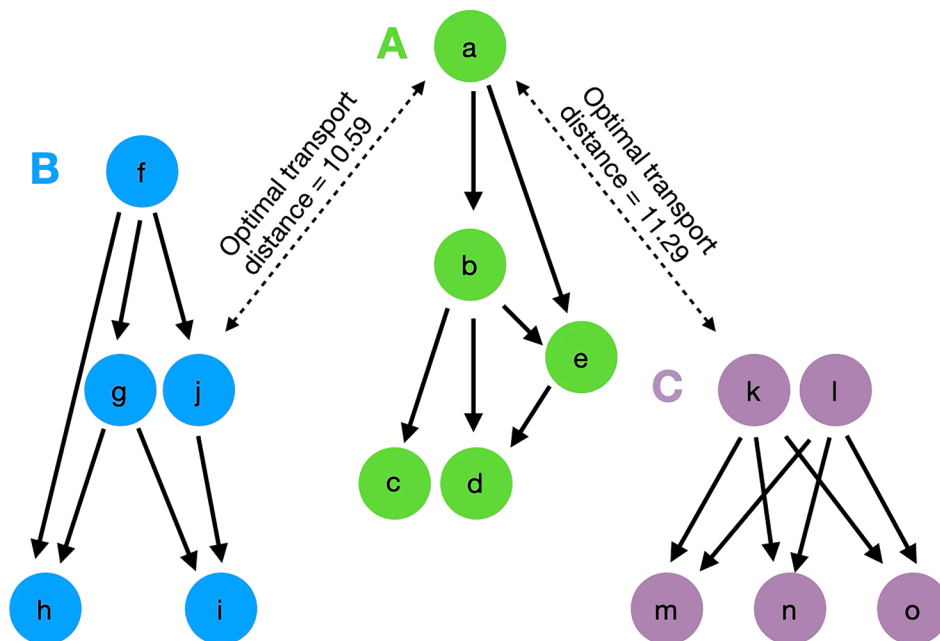 A
a
Optimal transport
distance = 10.59
Optimal transport
distance = 11.29
B
f
b
e
g
j
C
k
l
c
d
h
i
m
n
o